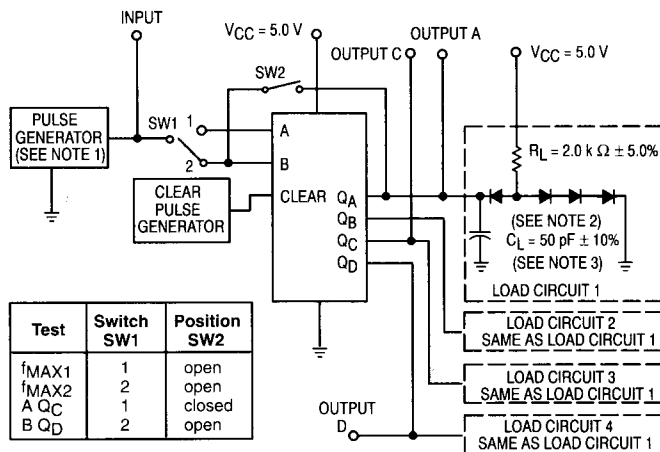 INPUT
VCC = 5.0 V
OUTPUT C
OUTPUT A
VCC = 5.0 V
SW2
PULSE
GENERATOR
(SEE NOTE 1)
SW1
1
2
A
B
CLEAR
QA
QB
QC
QD
CLEAR
PULSE
GENERATOR
RL = 2.0 k Ω ± 5.0%
(SEE NOTE 2)
CL = 50 pF ± 10%
(SEE NOTE 3)
LOAD CIRCUIT 1
LOAD CIRCUIT 2
SAME AS LOAD CIRCUIT 1
LOAD CIRCUIT 3
SAME AS LOAD CIRCUIT 1
LOAD CIRCUIT 4
SAME AS LOAD CIRCUIT 1
OUTPUT
D
Test Switch SW1 Position SW2
fMAX1 1 open
fMAX2 2 open
A QC 1 closed
B QD 2 open